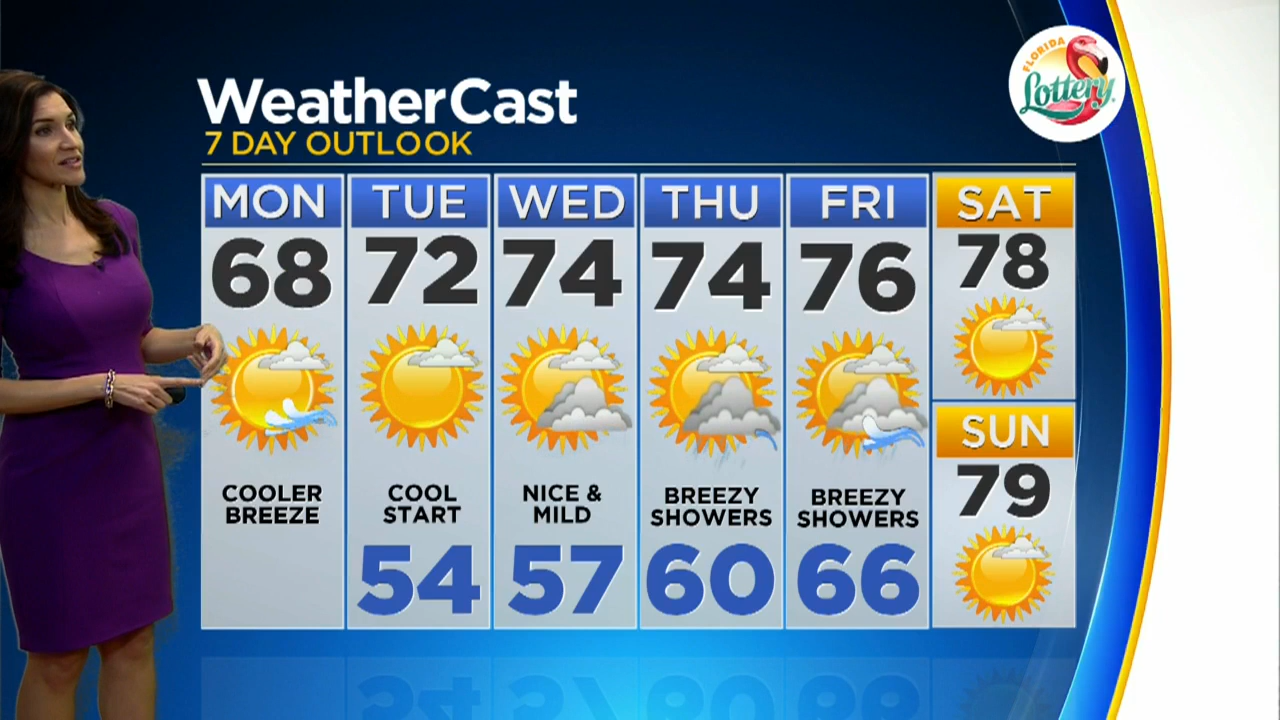 WeatherCast
7 DAY OUTLOOK
FLORIDA
Lottery
MON
68
COOLER
BREEZE
TUE
72
COOL
START
54
WED
74
NICE &
MILD
57
THU
74
BREEZY
SHOWERS
60
FRI
76
BREEZY
SHOWERS
66
SAT
78
SUN
79